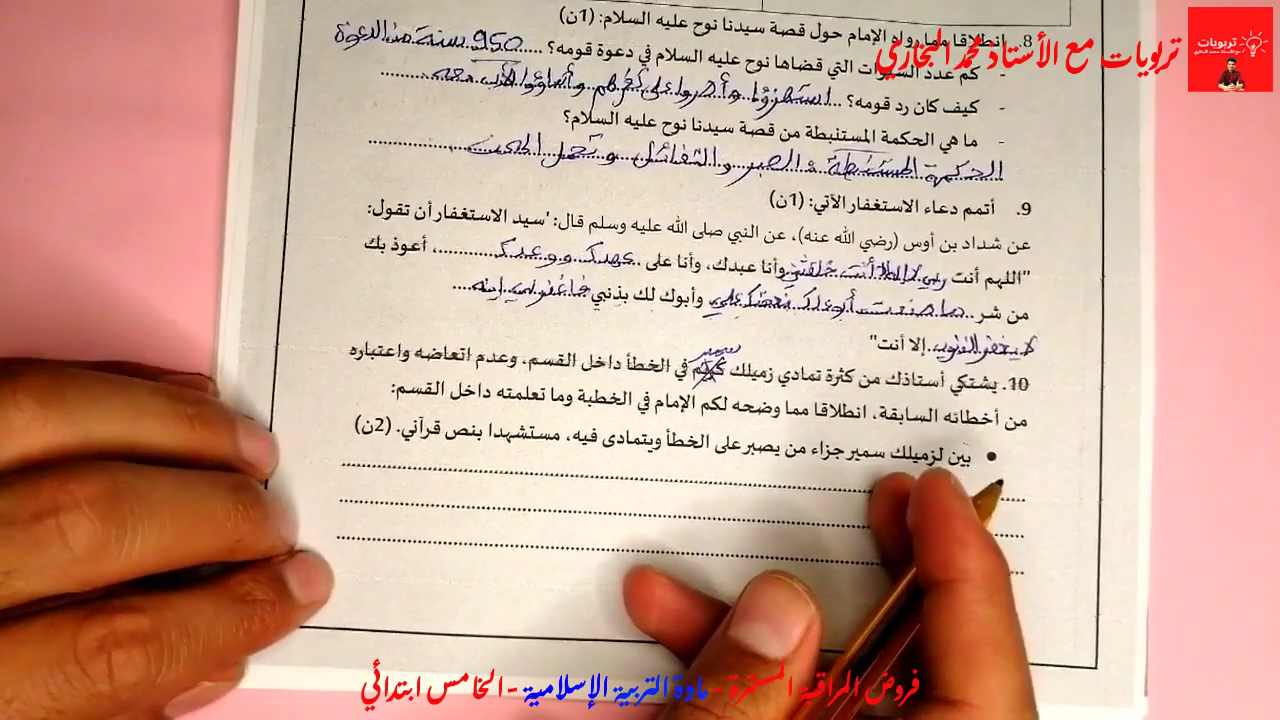 تربويات
تربويات مع الأستاذ محمد البخاري
8. انطلاقا مما رواه الإمام حول قصة سيدنا نوح عليه السلام: (1ن)
- كم عدد السنوات التي قضاها نوح عليه السلام في دعوة قومه؟ 950 سنة من الدعوة
- كيف كان رد قومه؟ استهزؤا وأصروا على كفرهم وأساؤوا الأدب معه
- ما هي الحكمة المستنبطة من قصة سيدنا نوح عليه السلام؟
الحكمة المستنبطة: الصبر والتفائل و تحمل
9. أتمم دعاء الاستغفار الآتي: (1ن)
عن شداد بن أوس (رضي الله عنه)، عن النبي صلى الله عليه وسلم قال: 'سيد الاستغفار أن تقول:
"اللهم أنت ربي لا إله إلا أنت خلقتني وأنا عبدك، وأنا على عهدك ووعدك، أعوذ بك
من شر ما صنعت أبوء لك بنعمتك علي وأبوك لك بذنبي فاغفر لي إنه
لا يغفر الذنوب إلا أنت"
10. يشتكي أستاذك من كثرة تمادي زميلك سمير في الخطأ داخل القسم، وعدم اتعاضه واعتباره
من أخطائه السابقة، انطلاقا مما وضحه لكم الإمام في الخطبة وما تعلمته داخل القسم:
• بين لزميلك سمير جزاء من يصبر على الخطأ ويتمادى فيه، مستشهدا بنص قرآني. (2ن)
فروض المراقبة المستمرة - مادة التربية الإسلامية - الخامس ابتدائي